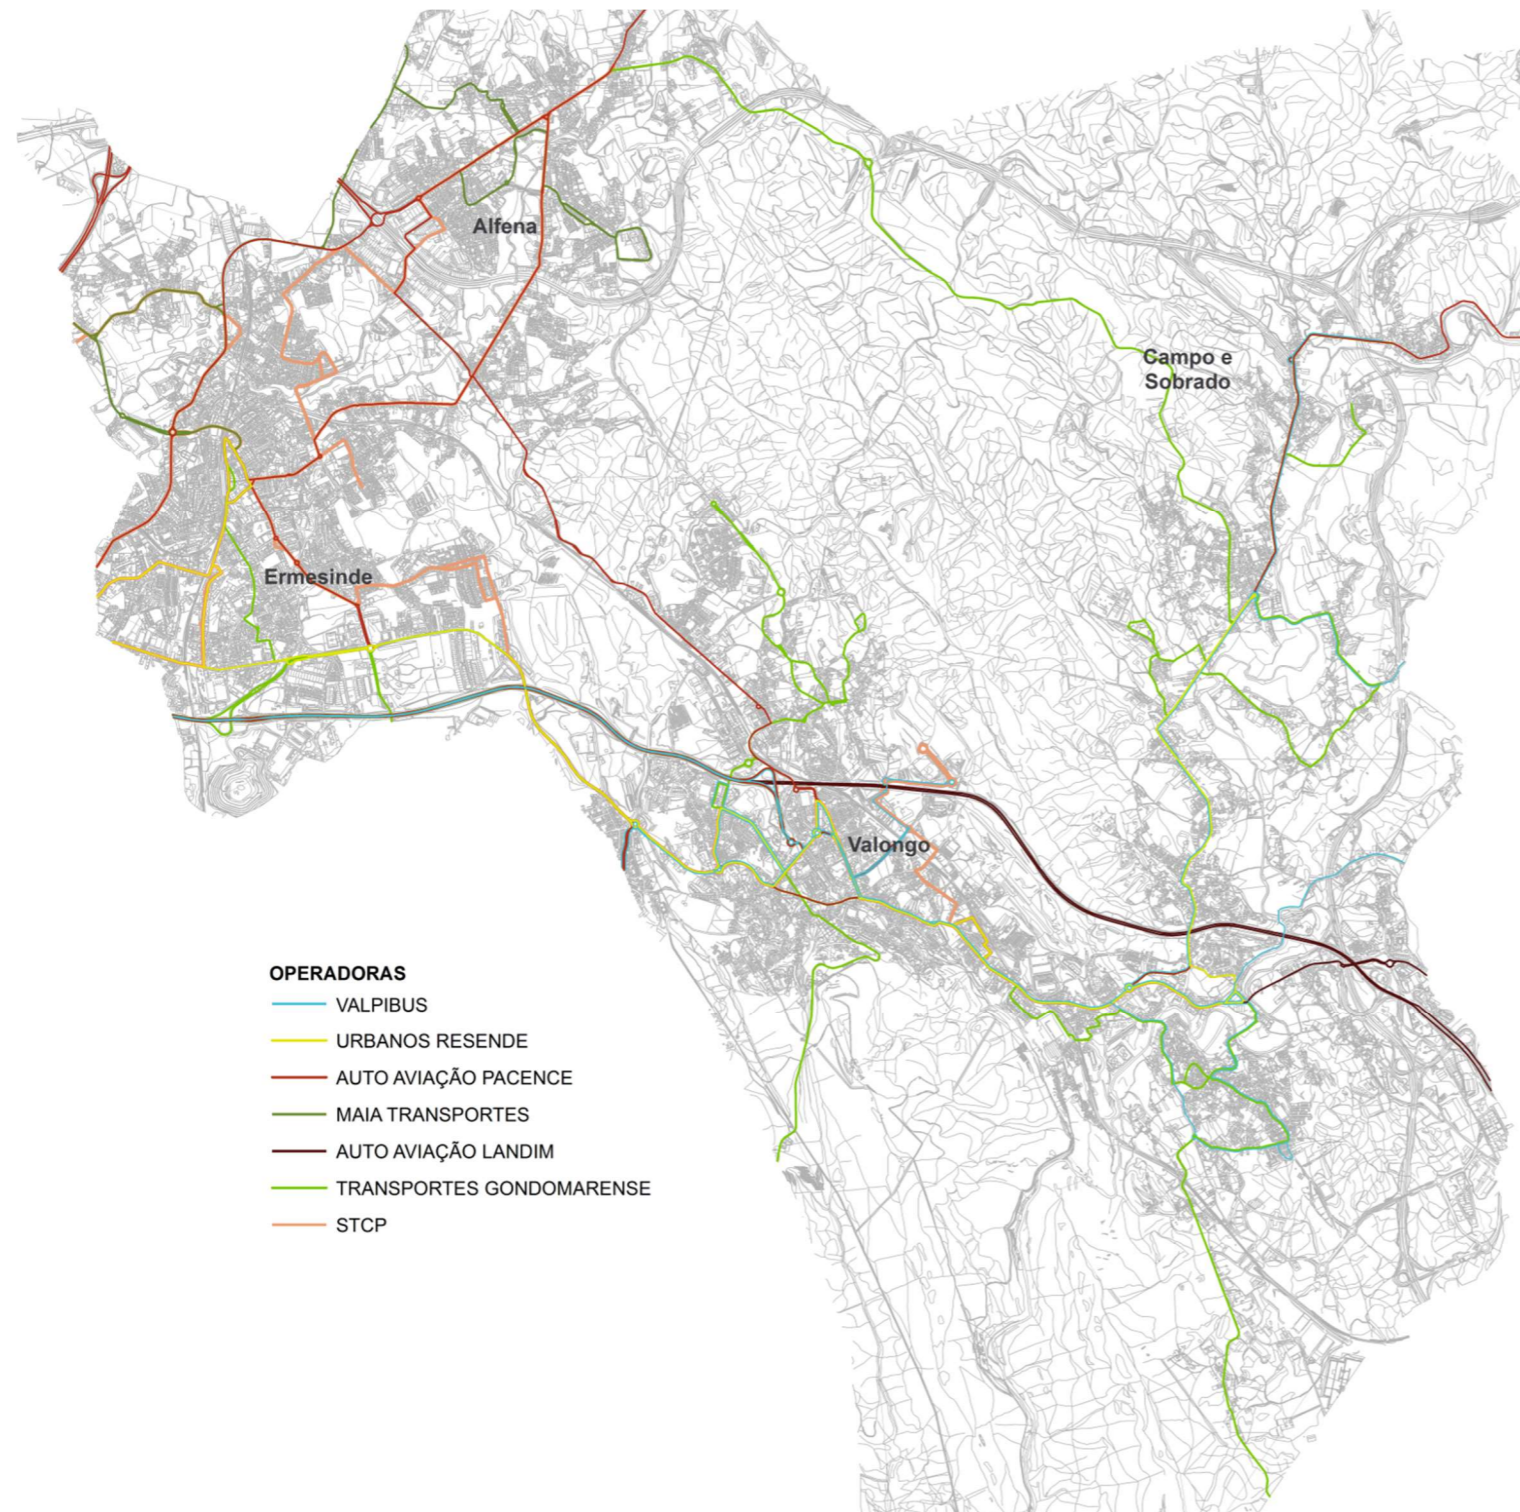 Alfena
Campo e
Sobrado
Ermesinde
Valongo
OPERADORAS
VALPIBUS
URBANOS RESENDE
AUTO AVIAÇÃO PACENCE
MAIA TRANSPORTES
AUTO AVIAÇÃO LANDIM
TRANSPORTES GONDOMARENSE
STCP